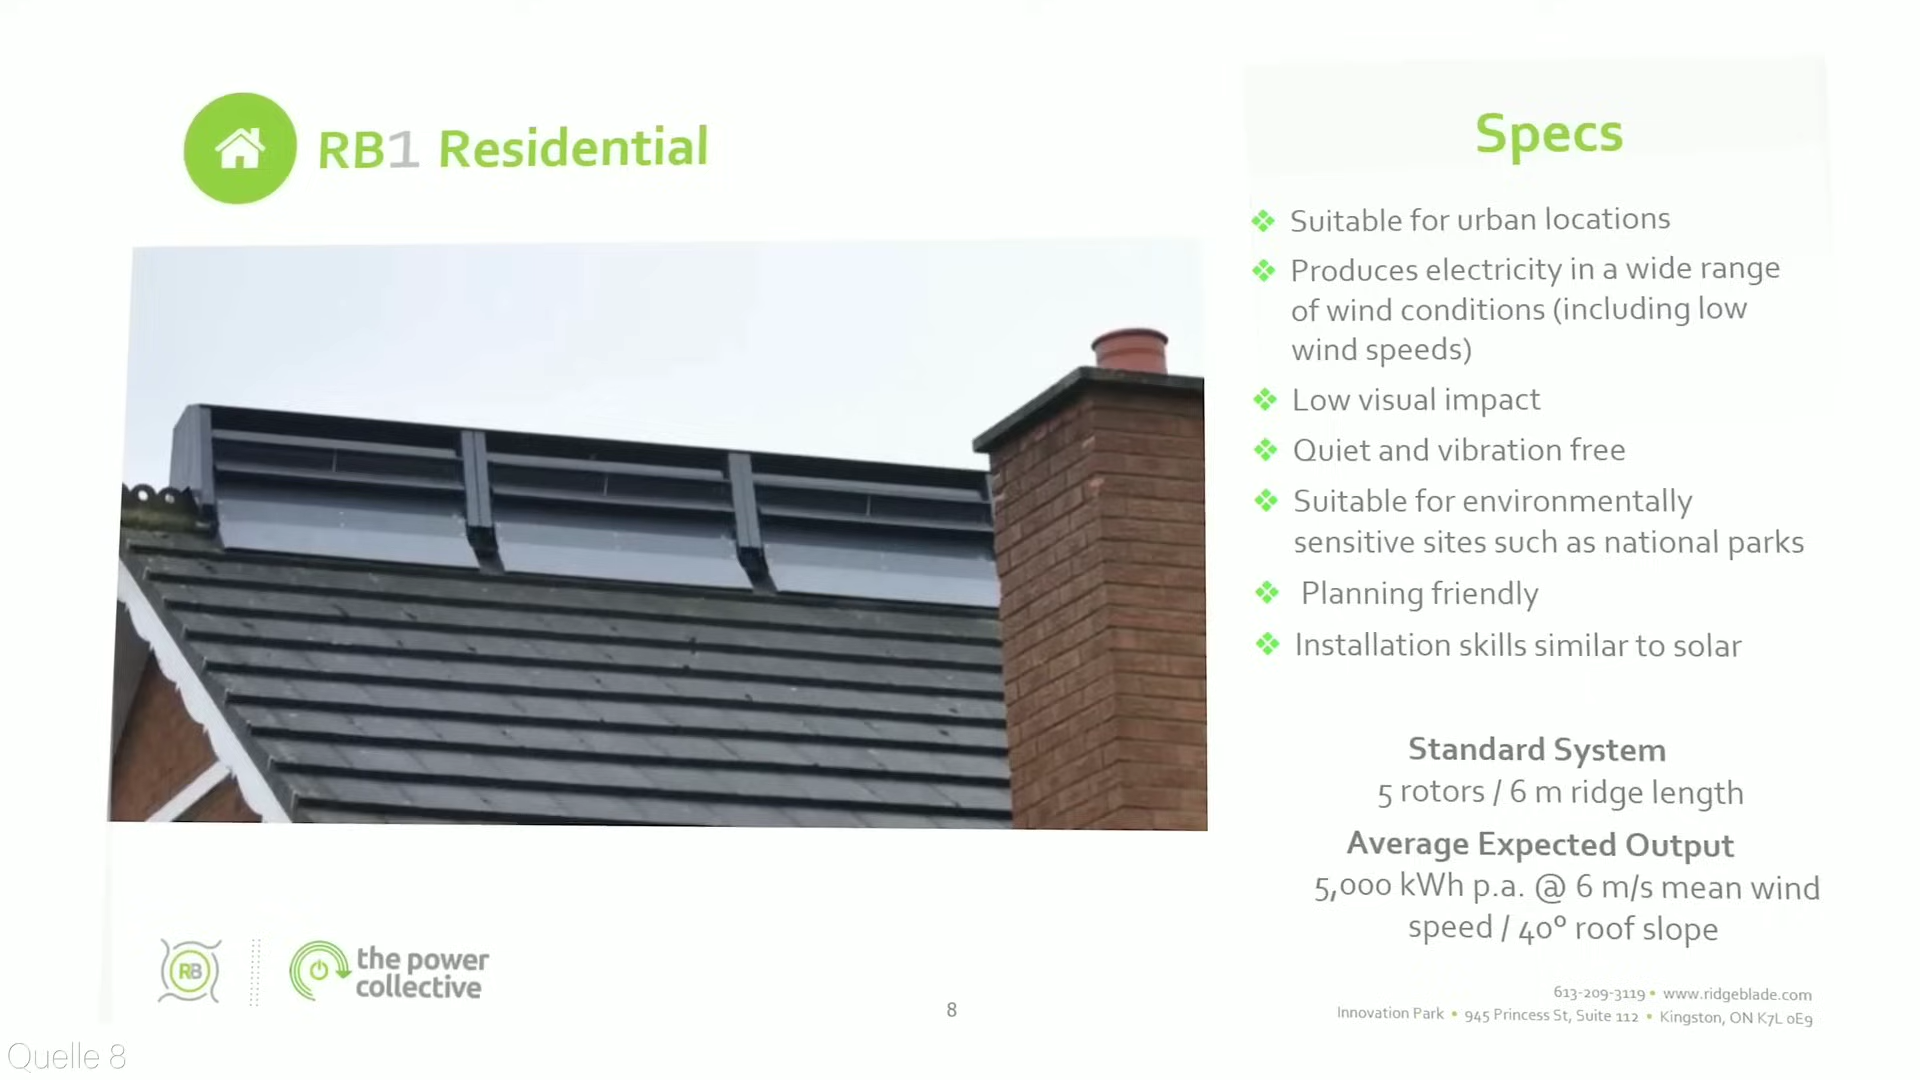 RB1 Residential
Specs
❖ Suitable for urban locations
❖ Produces electricity in a wide range
of wind conditions (including low
wind speeds)
❖ Low visual impact
❖ Quiet and vibration free
❖ Suitable for environmentally
sensitive sites such as national parks
❖ Planning friendly
❖ Installation skills similar to solar
Standard System
5 rotors / 6 m ridge length
Average Expected Output
5,000 kWh p.a. @ 6 m/s mean wind
speed / 40° roof slope
RB
the power
collective
8
613-209-3119 • www.ridgeblade.com
Innovation Park • 945 Princess St, Suite 112 • Kingston, ON K7L 0E9
Quelle 8